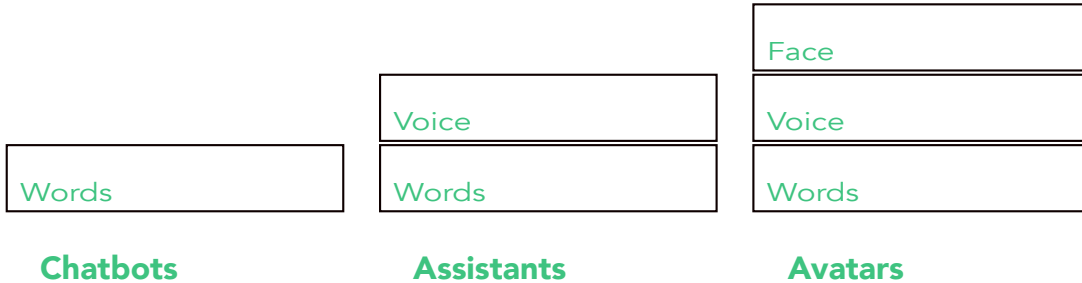 Face
Voice
Voice
Words
Words
Words
Chatbots
Assistants
Avatars